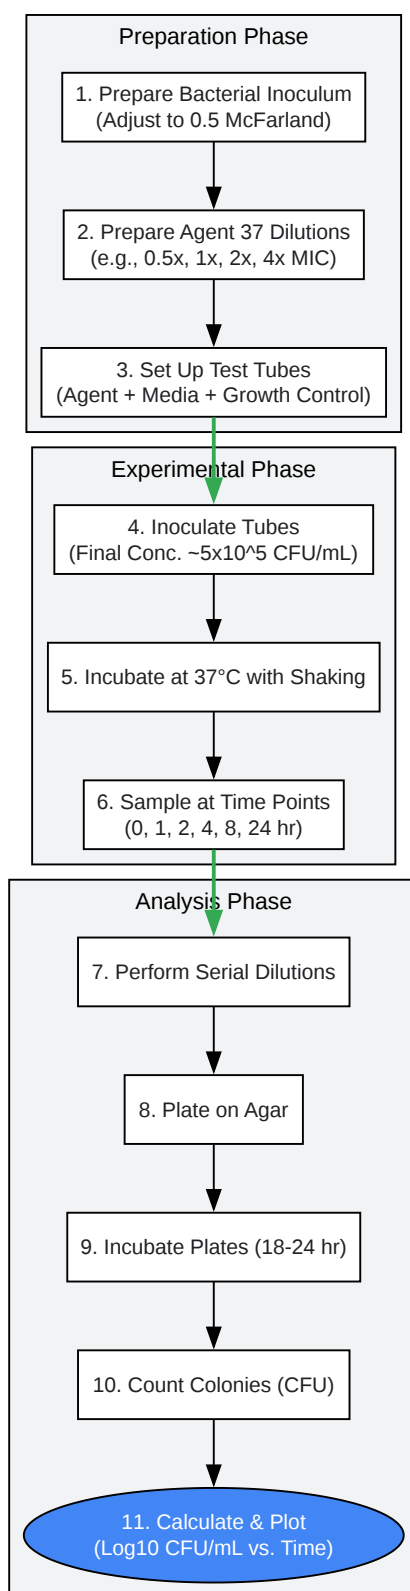 Preparation Phase
1. Prepare Bacterial Inoculum
(Adjust to 0.5 McFarland)
2. Prepare Agent 37 Dilutions
(e.g., 0.5x, 1x, 2x, 4x MIC)
3. Set Up Test Tubes
(Agent + Media + Growth Control)
Experimental Phase
4. Inoculate Tubes
(Final Conc. ~5x10^5 CFU/mL)
5. Incubate at 37°C with Shaking
6. Sample at Time Points
(0, 1, 2, 4, 8, 24 hr)
Analysis Phase
7. Perform Serial Dilutions
8. Plate on Agar
9. Incubate Plates (18-24 hr)
10. Count Colonies (CFU)
11. Calculate & Plot
(Log10 CFU/mL vs. Time)